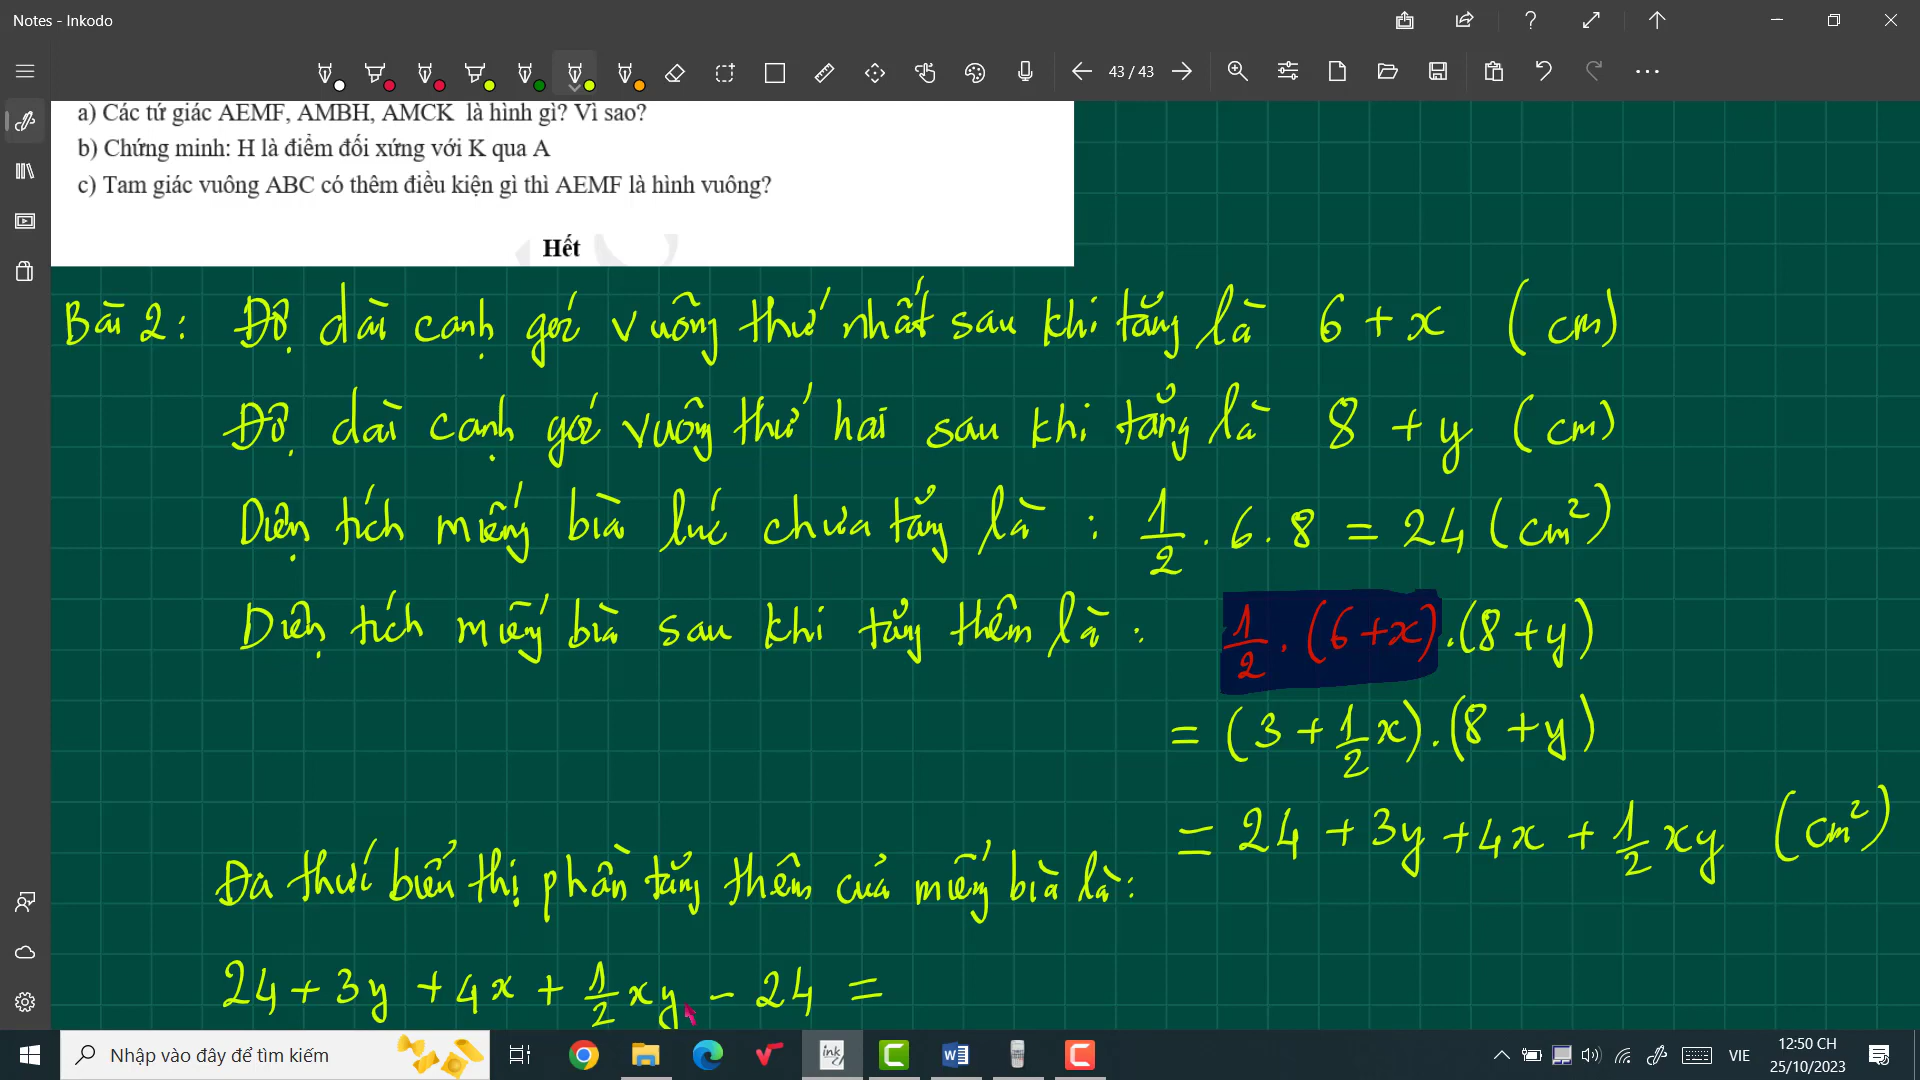 Notes - Inkodo
43 / 43
a) Các tứ giác AEMF, AMBH, AMCK là hình gì? Vì sao?
b) Chứng minh: H là điểm đối xứng với K qua A
c) Tam giác vuông ABC có thêm điều kiện gì thì AEMF là hình vuông?
Hết
Bài 2: Độ dài cạnh góc vuông thứ nhất sau khi tăng là 6 + x (cm)
Độ dài cạnh góc vuông thứ hai sau khi tăng là 8 + y (cm)
Diện tích miếng bìa lúc chưa tăng là : 1/2 . 6 . 8 = 24 (cm²)
Diện tích miếng bìa sau khi tăng thêm là : 1/2 . (6 + x) . (8 + y)
= (3 + 1/2 x) . (8 + y)
= 24 + 3y + 4x + 1/2 xy (cm²)
Đa thức biểu thị phần tăng thêm của miếng bìa là:
24 + 3y + 4x + 1/2 xy - 24 =
Nhập vào đây để tìm kiếm
VIE
12:50 CH
25/10/2023